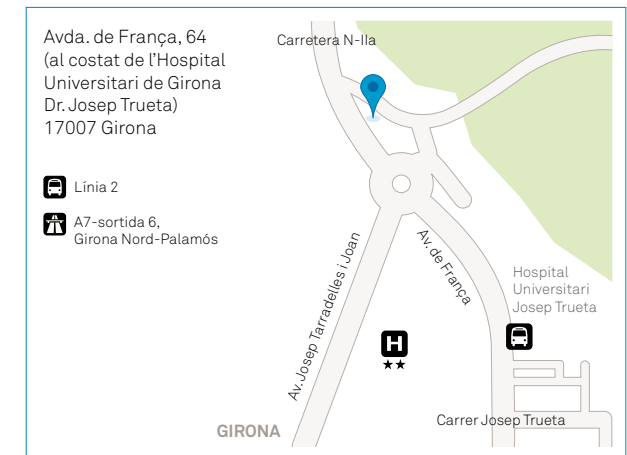 Avda. de França, 64
(al costat de l'Hospital
Universitari de Girona
Dr. Josep Trueta)
17007 Girona
Línia 2
A7-sortida 6,
Girona Nord-Palamós
Carretera N-IIa
Av. Josep Tarradelles i Joan
Av. de França
Hospital
Universitari
Josep Trueta
H
Carrer Josep Trueta
GIRONA